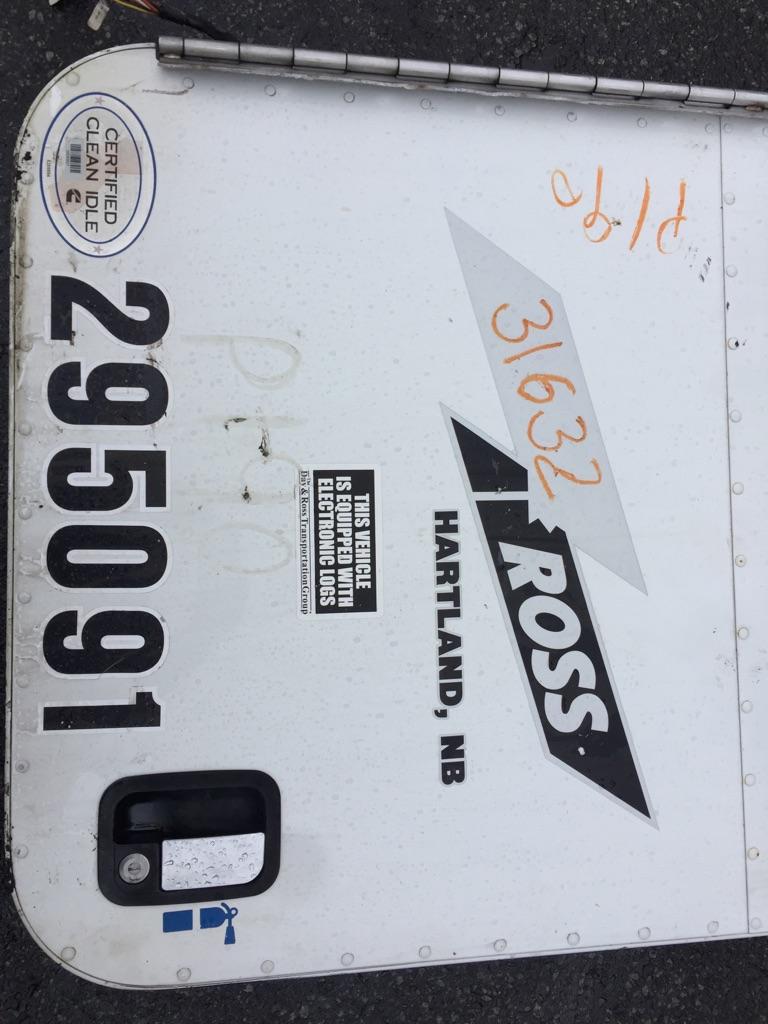 31632
ROSS
HARTLAND, NB
THIS VEHICLE
IS EQUIPPED WITH
ELECTRONIC LOGS
The
Day & Ross Transportation Group
CERTIFIED
CLEAN IDLE
295091